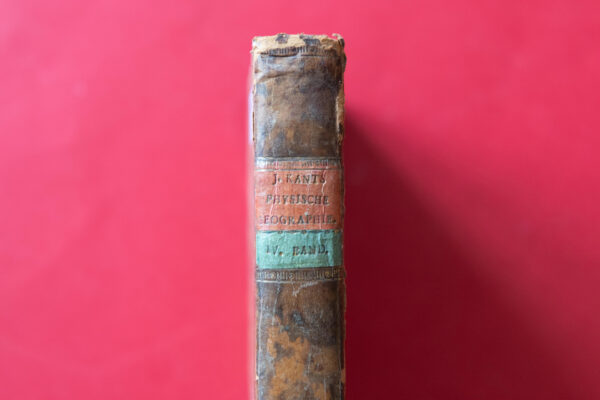 J. KANTS
PHYSISCHE
GEOGRAPHIE.
IV. BAND.